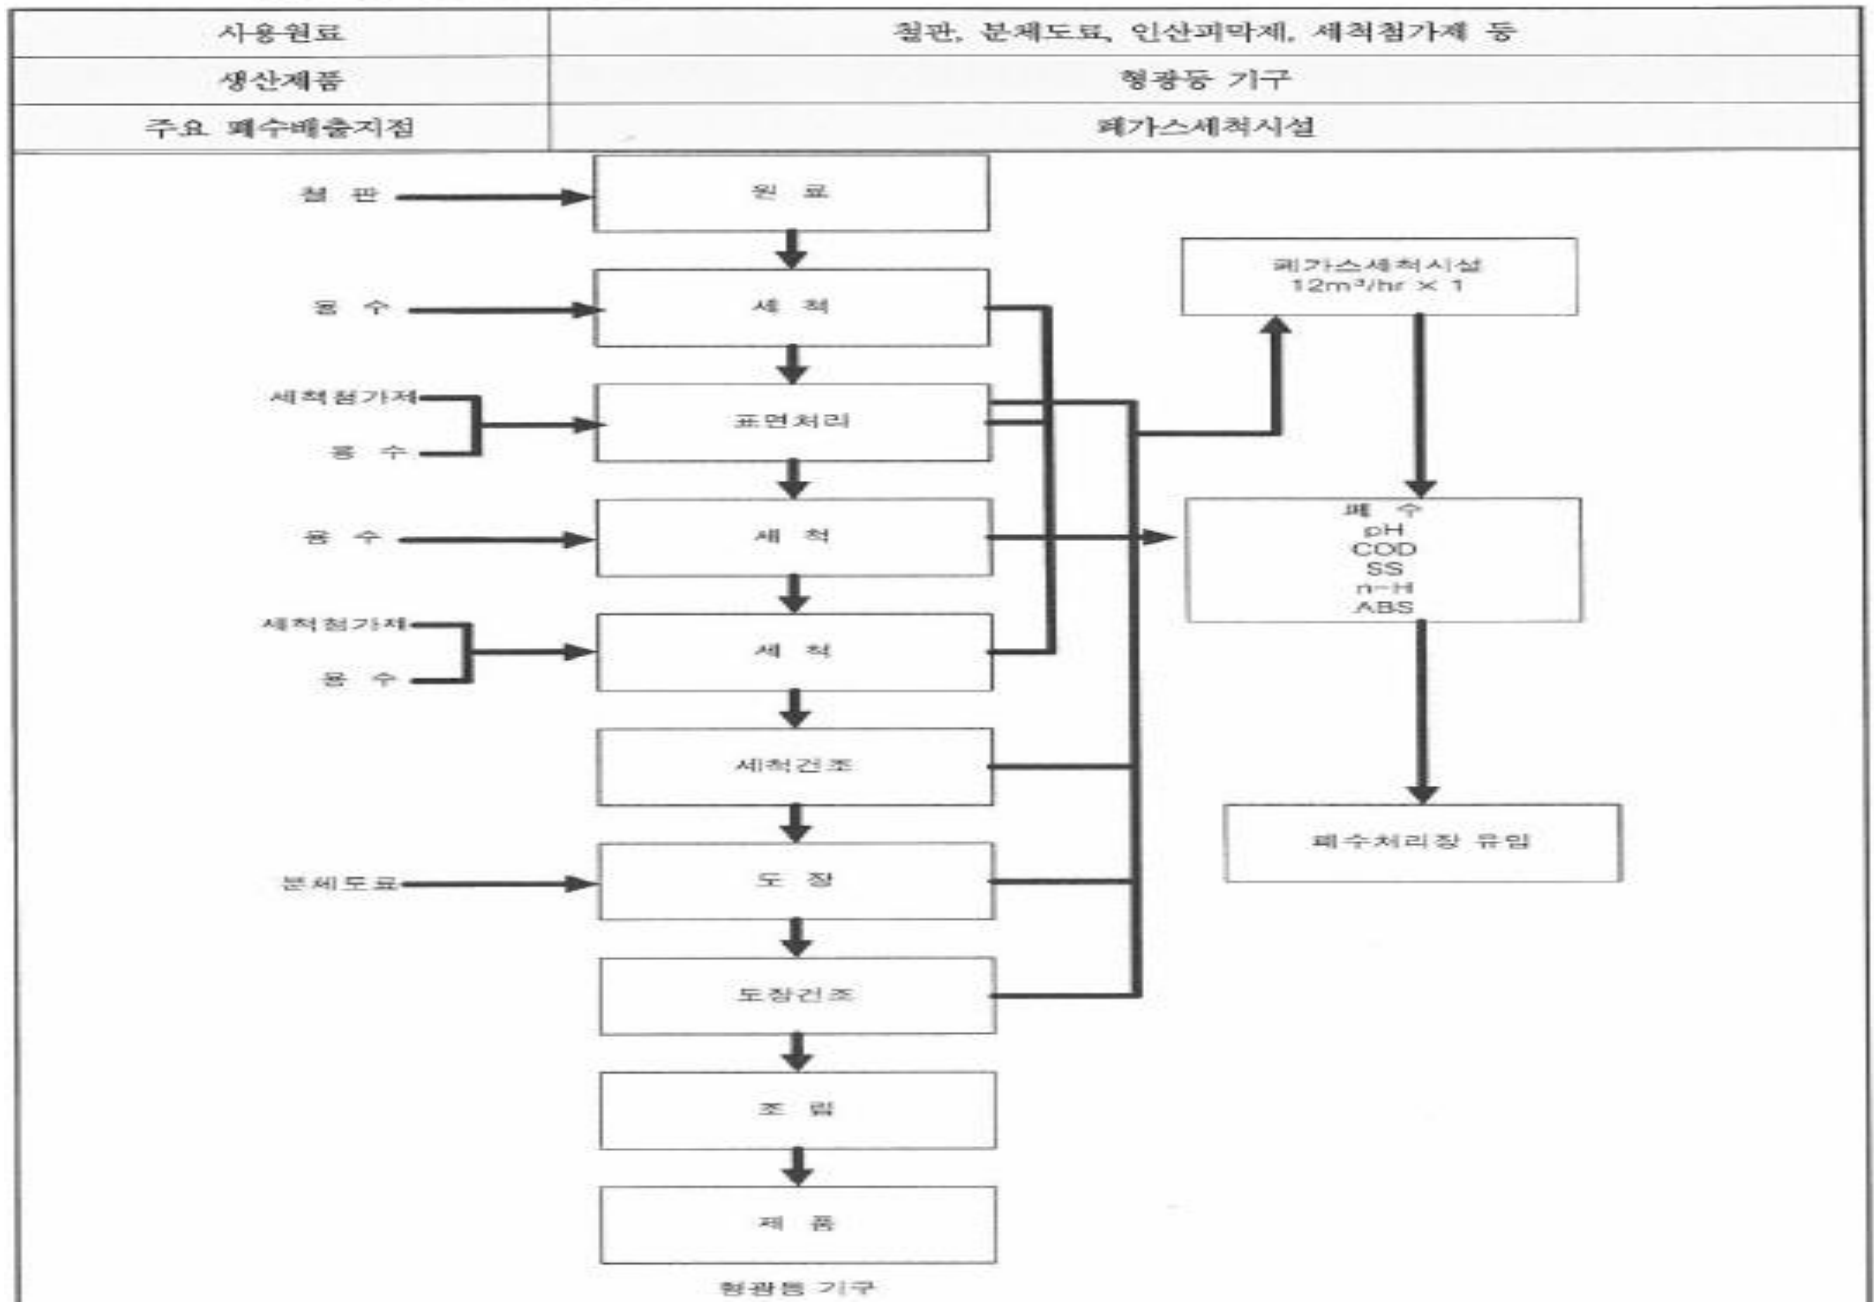 사용원료 철판, 분체도료, 인산피막제, 세척첨가제 등
생산제품 형광등 기구
주요 폐수배출지점 폐가스세척시설
철 판
원 료
폐가스세척시설
12m³/hr × 1
용 수
세 척
세척첨가제
표면처리
용 수
용 수
세 척
폐 수
pH
COD
SS
n-H
ABS
세척첨가제
세 척
용 수
세척건조
폐수처리장 유입
분체도료
도 장
도장건조
조 립
제 품
형광등 기구